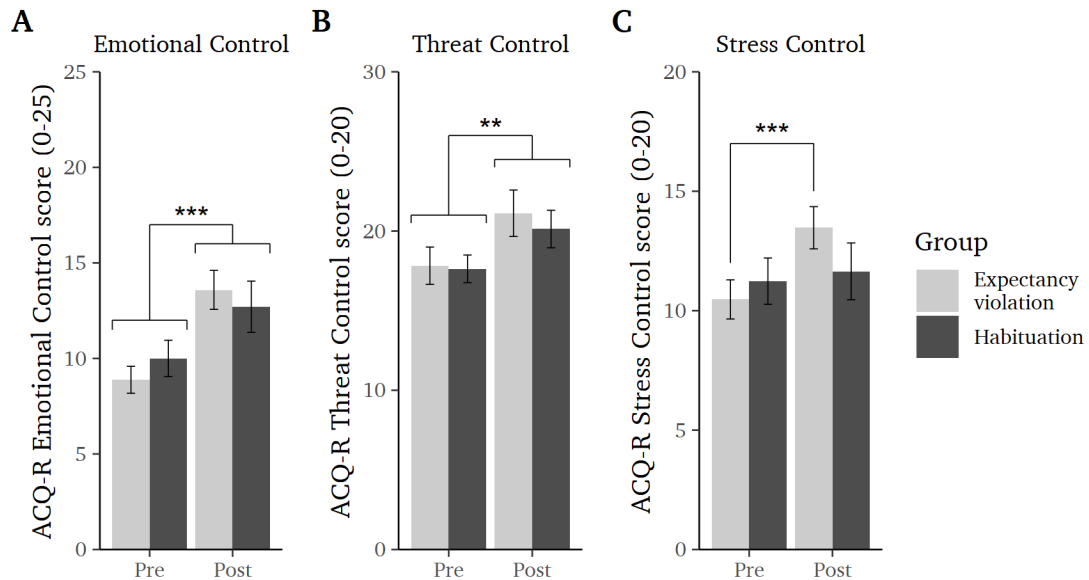 A
B
C
Emotional Control
Threat Control
Stress Control
ACQ-R Emotional Control score (0-25)
25
20
15
10
5
0
***
Pre
Post
ACQ-R Threat Control score (0-20)
30
20
10
0
**
Pre
Post
ACQ-R Stress Control score (0-20)
20
15
10
5
0
***
Pre
Post
Group
Expectancy
violation
Habituation